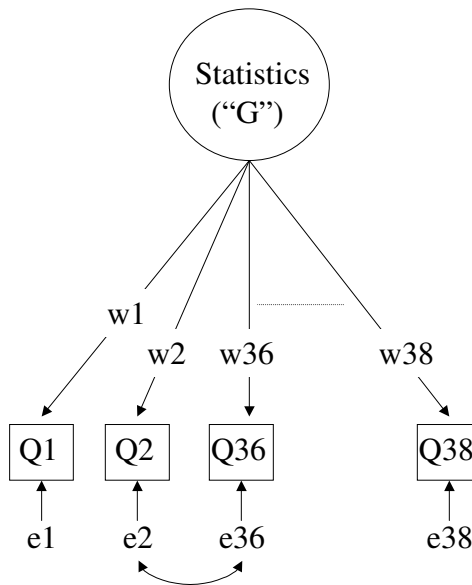 Statistics
(“G”)
w1
w2 w36 w38
Q1 Q2 Q36 Q38
e1 e2 e36 e38